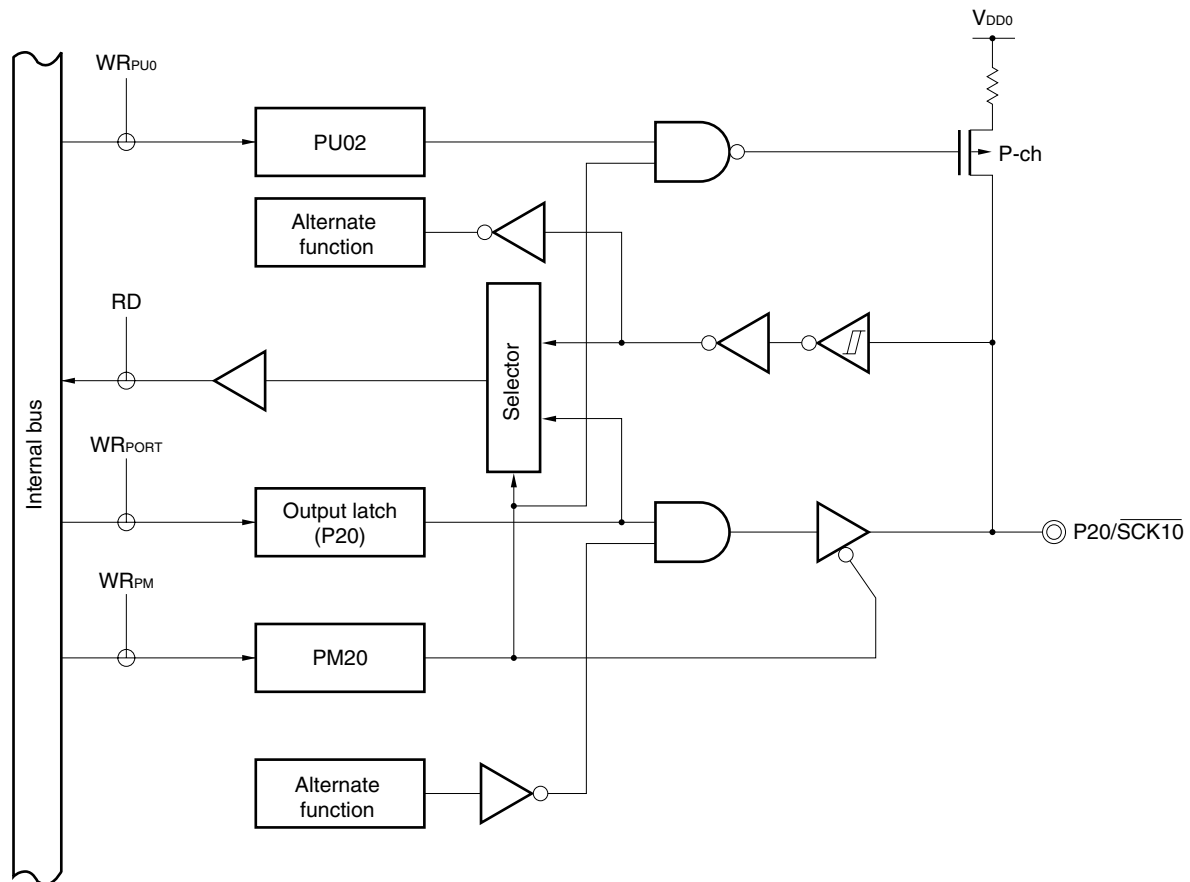 VDD0
WRPU0
PU02
P-ch
Alternate
function
RD
Selector
Internal bus
WRPORT
Output latch
(P20)
P20/SCK10
WRPM
PM20
Alternate
function